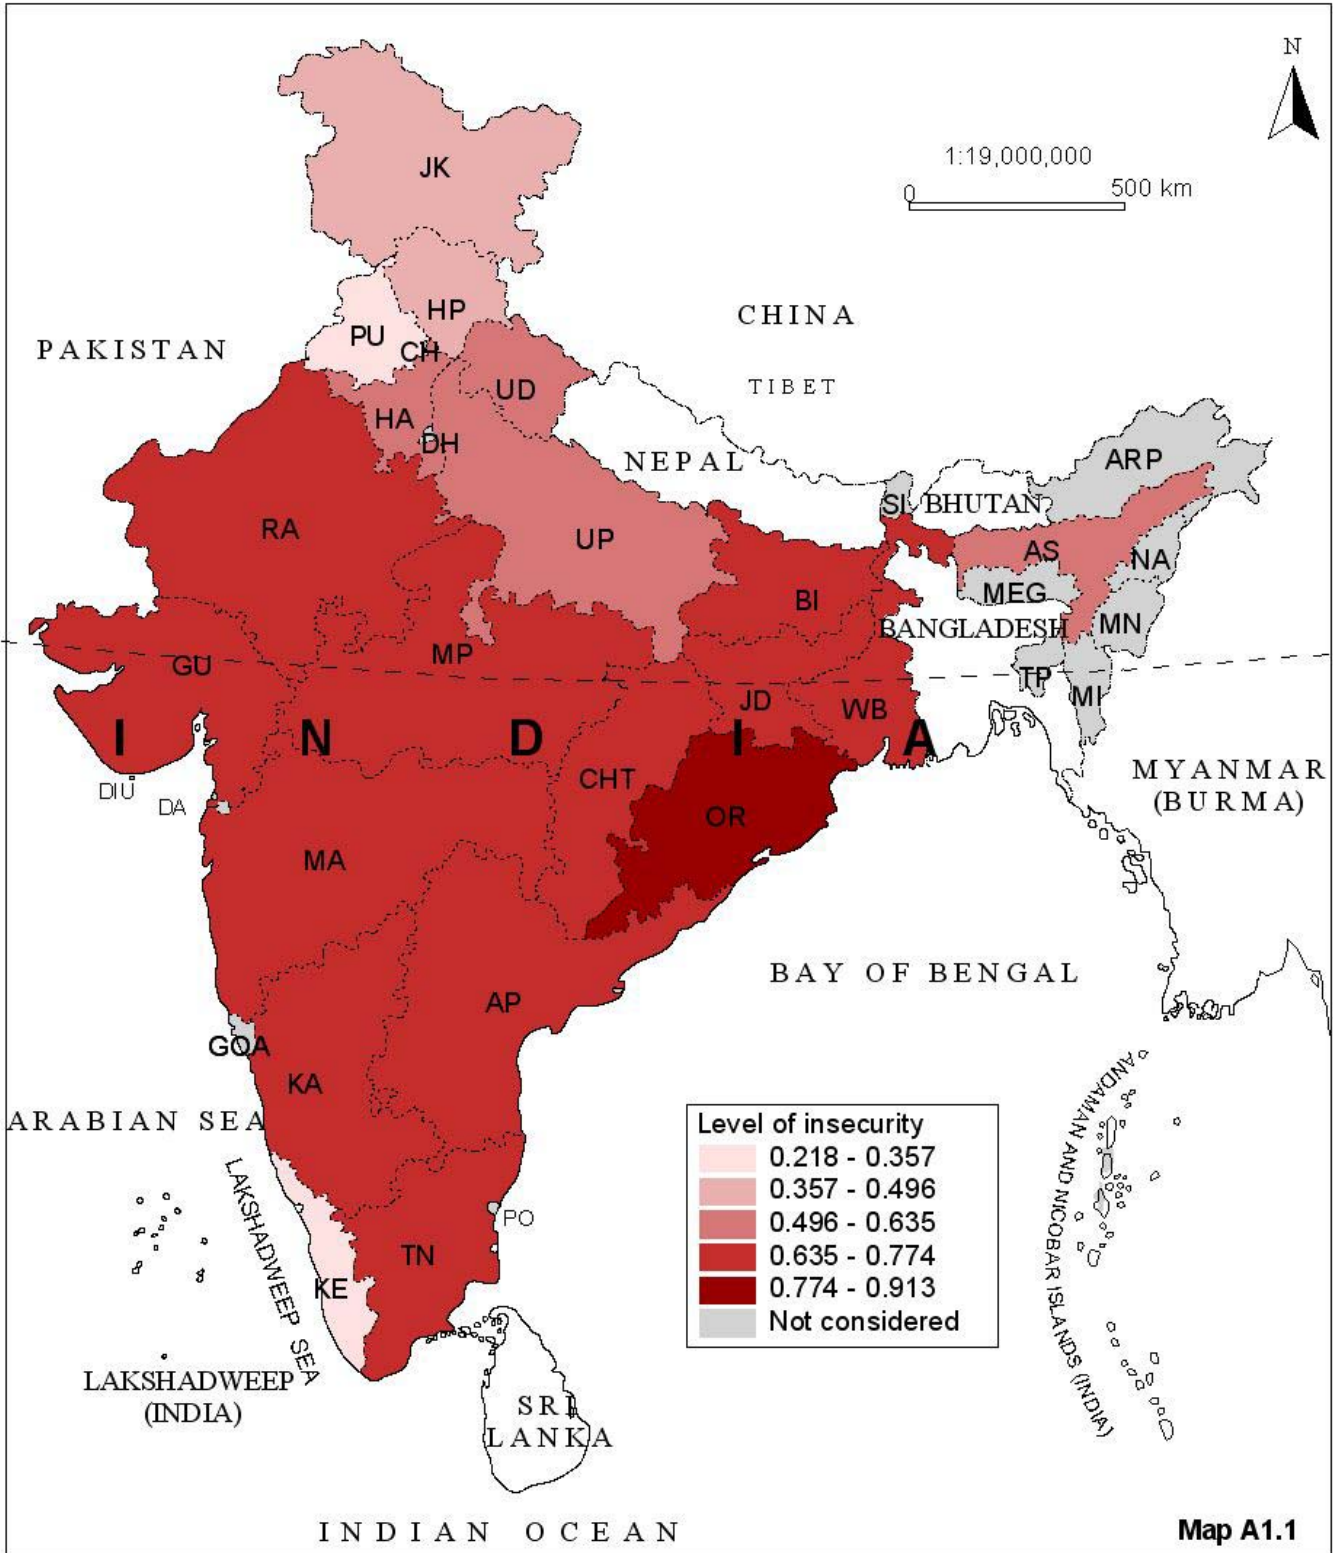 N
1:19,000,000
0
500 km
JK
HP
PU
CH
CHINA
PAKISTAN
TIBET
UD
HA
DH
NEPAL
ARP
SI
BHUTAN
RA
UP
AS
NA
MEG
BI
BANGLADESH
MN
MP
GU
TP
MI
JD
WB
I N D I A
CHT
DIU
DA
MYANMAR
(BURMA)
OR
MA
BAY OF BENGAL
AP
GOA
KA
ARABIAN SEA
ANDAMAN AND NICOBAR ISLANDS (INDIA)
Level of insecurity
0.218 - 0.357
0.357 - 0.496
0.496 - 0.635
0.635 - 0.774
0.774 - 0.913
Not considered
LAKSHADWEEP SEA
PO
TN
KE
LAKSHADWEEP
(INDIA)
SRI
LANKA
INDIAN OCEAN
Map A1.1